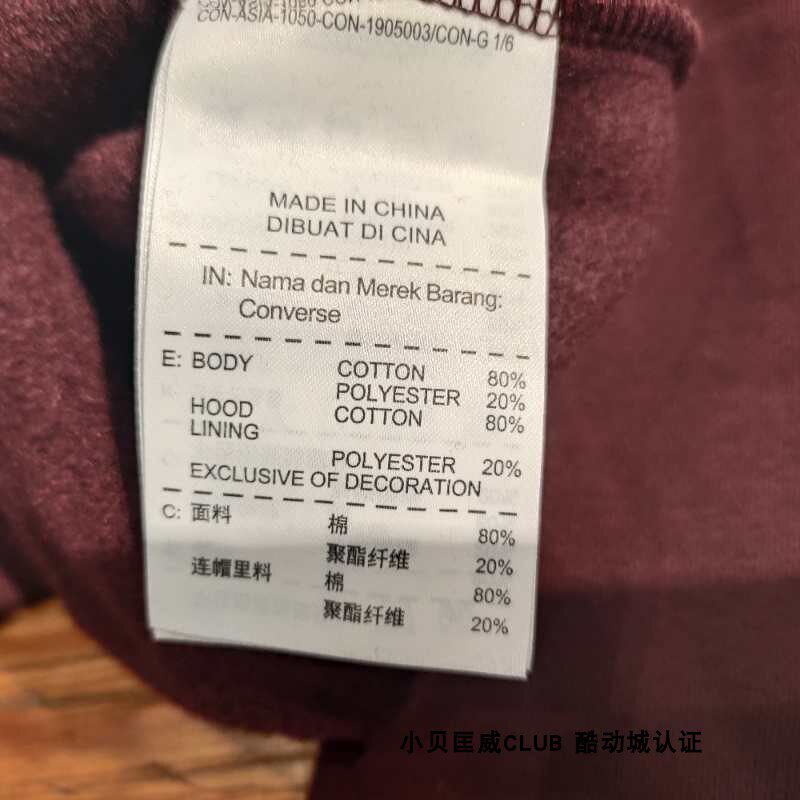 CON-ASIA-1050-CON-1905003/CON-G 1/6
MADE IN CHINA
DIBUAT DI CINA
IN: Nama dan Merek Barang:
Converse
E: BODY COTTON 80%
POLYESTER 20%
HOOD COTTON 80%
LINING
POLYESTER 20%
EXCLUSIVE OF DECORATION
C: 面料 棉 80%
聚酯纤维 20%
连帽里料 棉 80%
聚酯纤维 20%
小贝匡威CLUB 酷动城认证